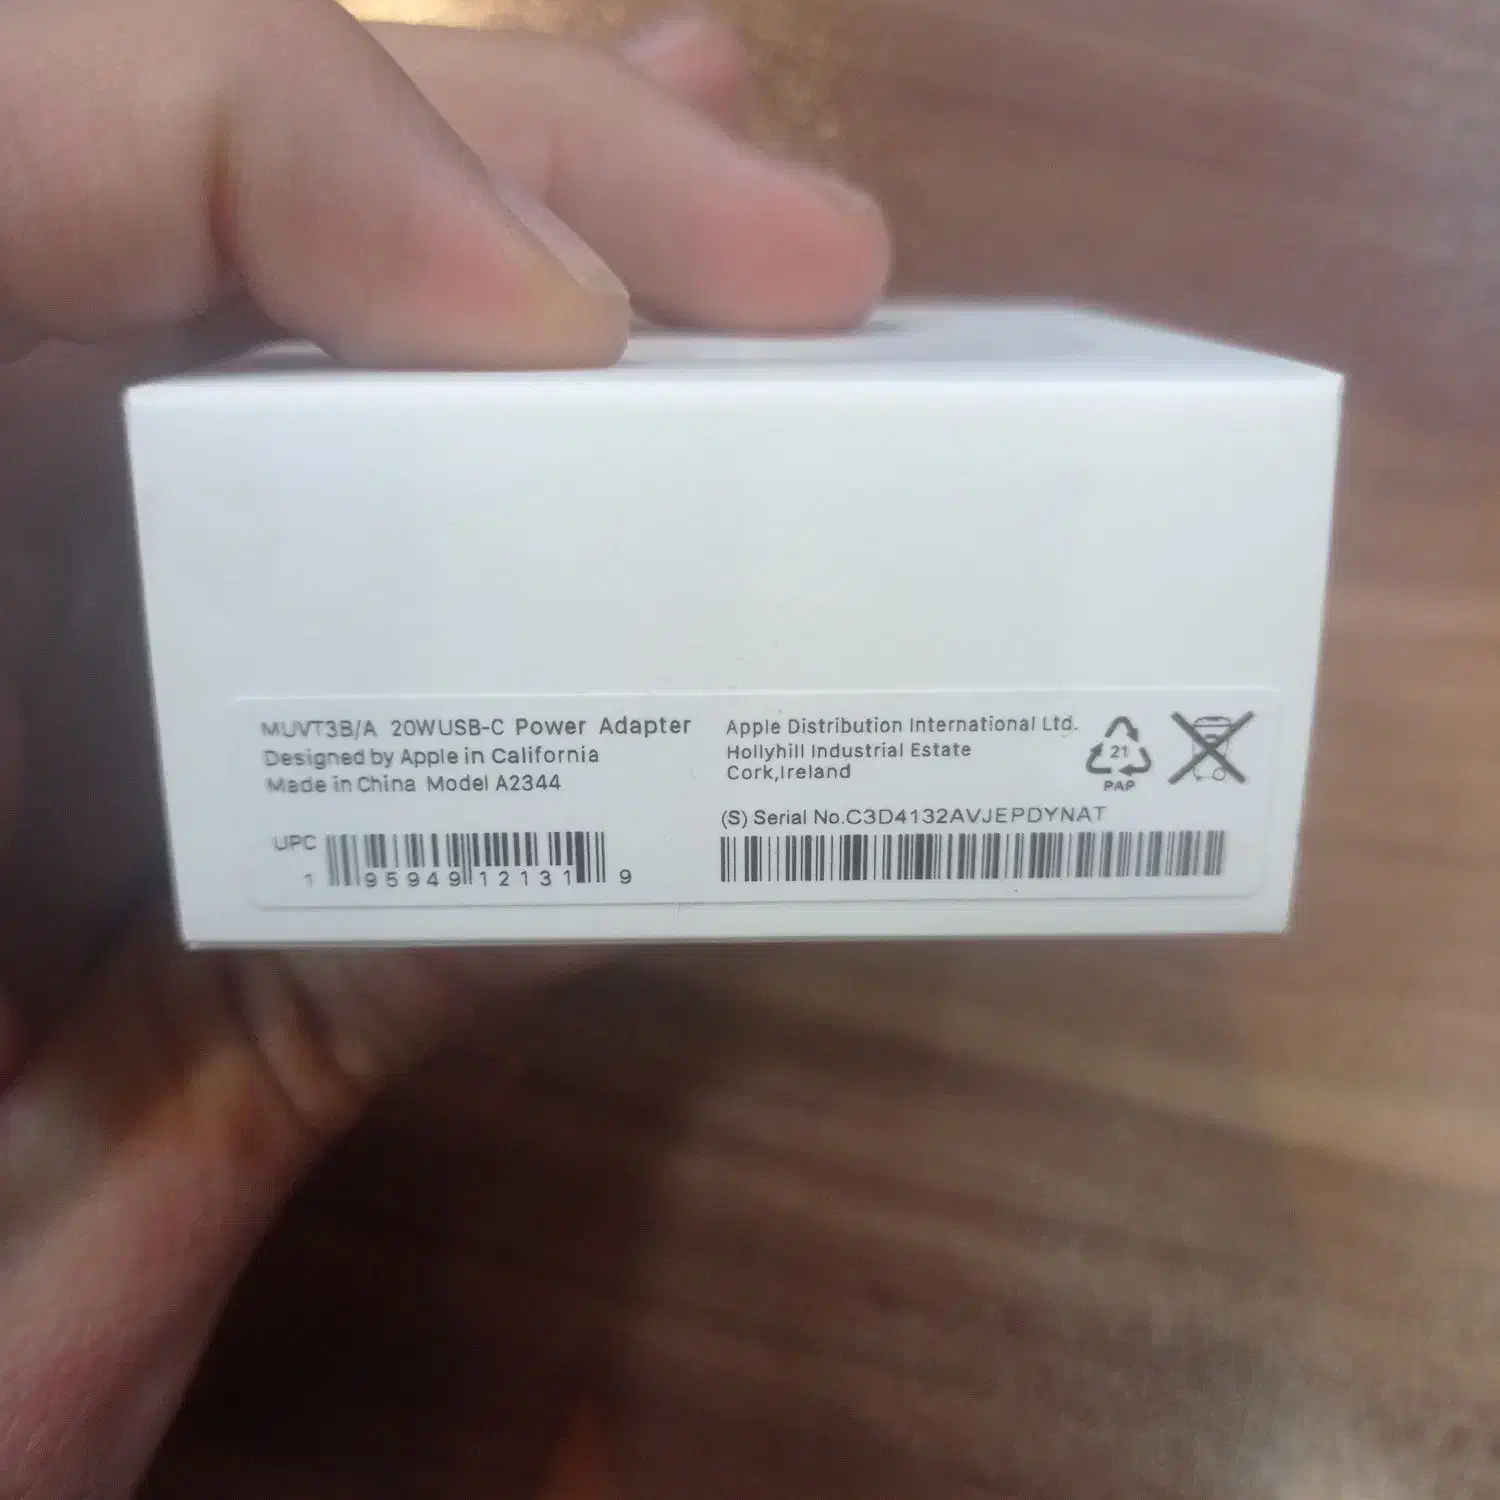 MUVT3B/A 20WUSB-C Power Adapter
Designed by Apple in California
Made in China Model A2344
UPC
1 95949 12131 9
Apple Distribution International Ltd.
Hollyhill Industrial Estate
Cork,Ireland
21
PAP
(S) Serial No.C3D4132AVJEPDYNAT